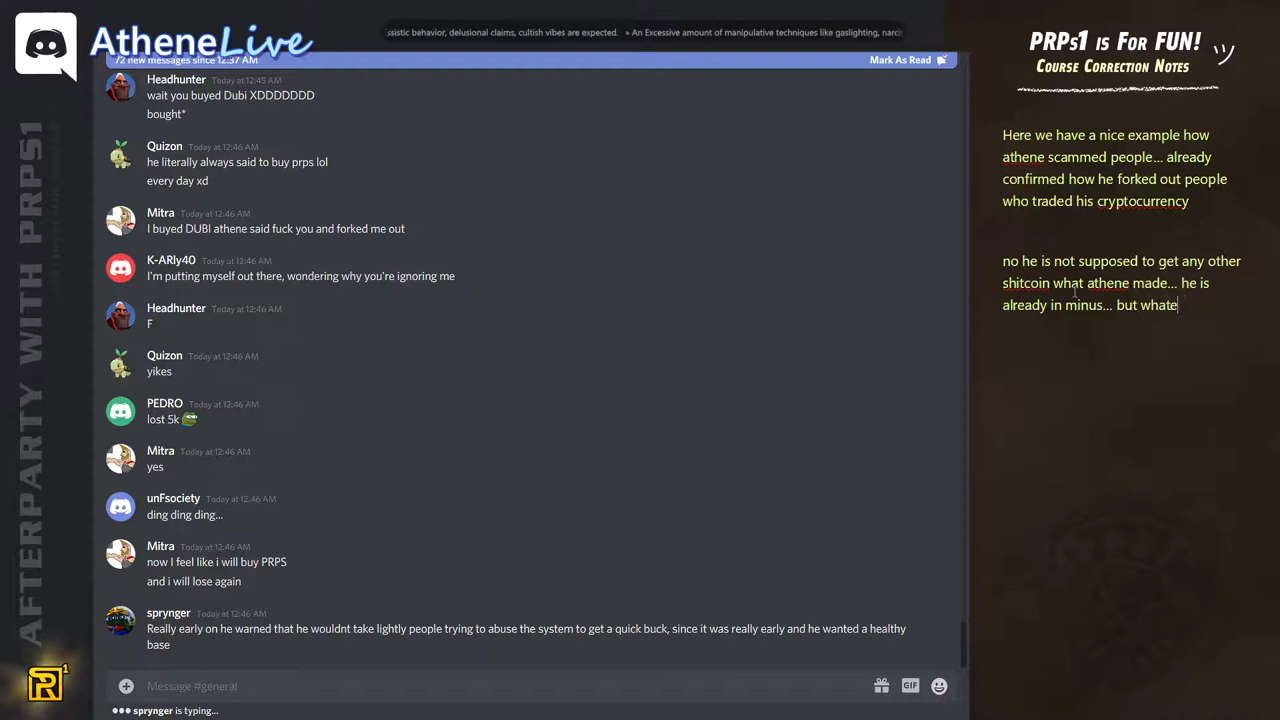 AtheneLive
ssistic behavior, delusional claims, cultish vibes are expected. » An Excessive amount of manipulative techniques like gaslighting, narc
72 new messages since 12:37 AM
Mark As Read
Headhunter Today at 12:45 AM
wait you buyed Dubi XDDDDDDD
bought*
Quizon Today at 12:46 AM
he literally always said to buy prps lol
every day xd
Mitra Today at 12:46 AM
I buyed DUBI athene said fuck you and forked me out
K-ARly40 Today at 12:46 AM
I'm putting myself out there, wondering why you're ignoring me
Headhunter Today at 12:46 AM
F
Quizon Today at 12:46 AM
yikes
PEDRO Today at 12:46 AM
lost 5k
Mitra Today at 12:46 AM
yes
unFsociety Today at 12:46 AM
ding ding ding...
Mitra Today at 12:46 AM
now I feel like i will buy PRPS
and i will lose again
sprynger Today at 12:46 AM
Really early on he warned that he wouldnt take lightly people trying to abuse the system to get a quick buck, since it was really early and he wanted a healthy
base
Message #general
GIF
sprynger is typing...
AFTERPARTY WITH PRPS1
PRPs1 is For FUN! ツ
Course Correction Notes
Here we have a nice example how
athene scammed people... already
confirmed how he forked out people
who traded his cryptocurrency
no he is not supposed to get any other
shitcoin what athene made... he is
already in minus... but whate